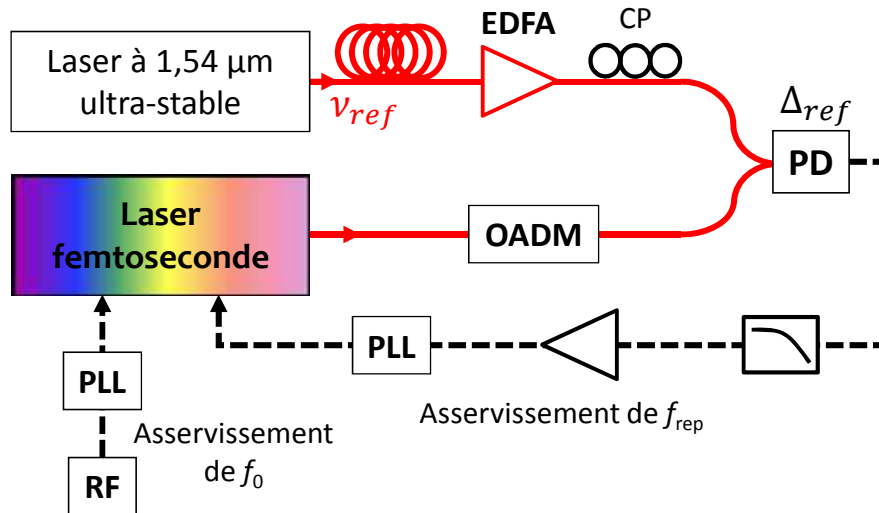 Laser à 1,54 µm
ultra-stable
ν_ref
EDFA
CP
Δ_ref
PD
Laser
femtoseconde
OADM
PLL
PLL
Asservissement de f_rep
Asservissement
de f_0
RF